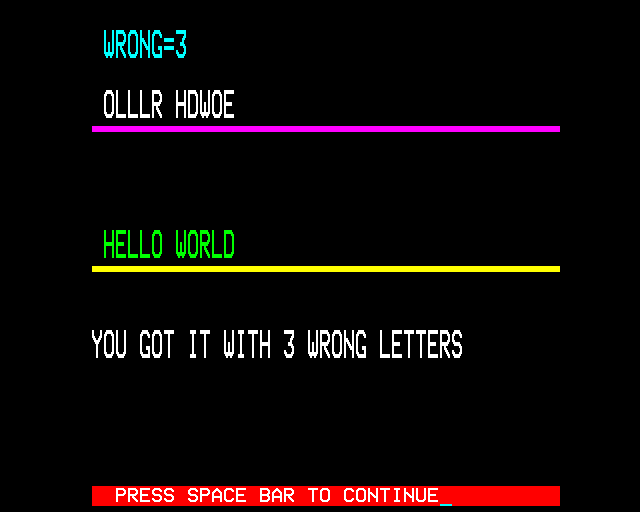 WRONG=3
OLLLR HDWOE
HELLO WORLD
YOU GOT IT WITH 3 WRONG LETTERS
PRESS SPACE BAR TO CONTINUE_